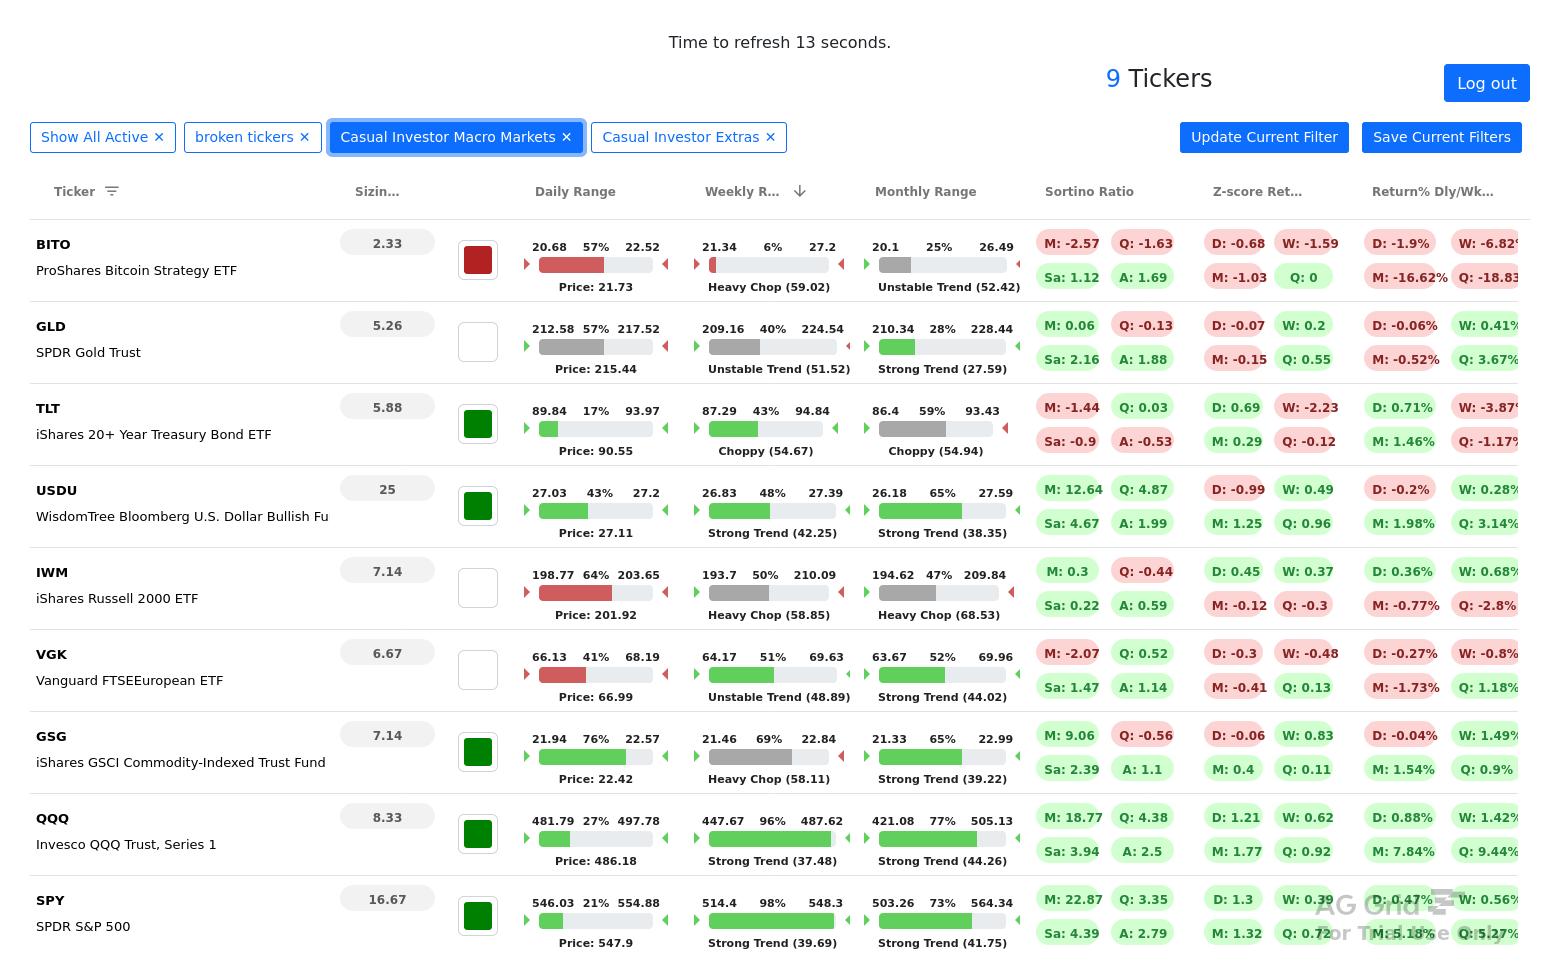 Time to refresh 13 seconds.
9 Tickers
Log out
Show All Active ✕ broken tickers ✕ Casual Investor Macro Markets ✕ Casual Investor Extras ✕ Update Current Filter Save Current Filters
Ticker Sizin... Daily Range Weekly R... Monthly Range Sortino Ratio Z-score Ret... Return% Dly/Wk...
BITO 2.33 20.68 57% 22.52 21.34 6% 27.2 20.1 25% 26.49 M: -2.57 Q: -1.63 D: -0.68 W: -1.59 D: -1.9% W: -6.82%
ProShares Bitcoin Strategy ETF Price: 21.73 Heavy Chop (59.02) Unstable Trend (52.42) Sa: 1.12 A: 1.69 M: -1.03 Q: 0 M: -16.62% Q: -18.83
GLD 5.26 212.58 57% 217.52 209.16 40% 224.54 210.34 28% 228.44 M: 0.06 Q: -0.13 D: -0.07 W: 0.2 D: -0.06% W: 0.41%
SPDR Gold Trust Price: 215.44 Unstable Trend (51.52) Strong Trend (27.59) Sa: 2.16 A: 1.88 M: -0.15 Q: 0.55 M: -0.52% Q: 3.67%
TLT 5.88 89.84 17% 93.97 87.29 43% 94.84 86.4 59% 93.43 M: -1.44 Q: 0.03 D: 0.69 W: -2.23 D: 0.71% W: -3.87%
iShares 20+ Year Treasury Bond ETF Price: 90.55 Choppy (54.67) Choppy (54.94) Sa: -0.9 A: -0.53 M: 0.29 Q: -0.12 M: 1.46% Q: -1.17%
USDU 25 27.03 43% 27.2 26.83 48% 27.39 26.18 65% 27.59 M: 12.64 Q: 4.87 D: -0.99 W: 0.49 D: -0.2% W: 0.28%
WisdomTree Bloomberg U.S. Dollar Bullish Fu Price: 27.11 Strong Trend (42.25) Strong Trend (38.35) Sa: 4.67 A: 1.99 M: 1.25 Q: 0.96 M: 1.98% Q: 3.14%
IWM 7.14 198.77 64% 203.65 193.7 50% 210.09 194.62 47% 209.84 M: 0.3 Q: -0.44 D: 0.45 W: 0.37 D: 0.36% W: 0.68%
iShares Russell 2000 ETF Price: 201.92 Heavy Chop (58.85) Heavy Chop (68.53) Sa: 0.22 A: 0.59 M: -0.12 Q: -0.3 M: -0.77% Q: -2.8%
VGK 6.67 66.13 41% 68.19 64.17 51% 69.63 63.67 52% 69.96 M: -2.07 Q: 0.52 D: -0.3 W: -0.48 D: -0.27% W: -0.8%
Vanguard FTSEEuropean ETF Price: 66.99 Unstable Trend (48.89) Strong Trend (44.02) Sa: 1.47 A: 1.14 M: -0.41 Q: 0.13 M: -1.73% Q: 1.18%
GSG 7.14 21.94 76% 22.57 21.46 69% 22.84 21.33 65% 22.99 M: 9.06 Q: -0.56 D: -0.06 W: 0.83 D: -0.04% W: 1.49%
iShares GSCI Commodity-Indexed Trust Fund Price: 22.42 Heavy Chop (58.11) Strong Trend (39.22) Sa: 2.39 A: 1.1 M: 0.4 Q: 0.11 M: 1.54% Q: 0.9%
QQQ 8.33 481.79 27% 497.78 447.67 96% 487.62 421.08 77% 505.13 M: 18.77 Q: 4.38 D: 1.21 W: 0.62 D: 0.88% W: 1.42%
Invesco QQQ Trust, Series 1 Price: 486.18 Strong Trend (37.48) Strong Trend (44.26) Sa: 3.94 A: 2.5 M: 1.77 Q: 0.92 M: 7.84% Q: 9.44%
SPY 16.67 546.03 21% 554.88 514.4 98% 548.3 503.26 73% 564.34 M: 22.87 Q: 3.35 D: 1.3 W: 0.39 D: 0.47% W: 0.56%
SPDR S&P 500 Price: 547.9 Strong Trend (39.69) Strong Trend (41.75) Sa: 4.39 A: 2.79 M: 1.32 Q: 0.72 M: 5.18% Q: 5.27%
AG Grid
For Trial Use Only